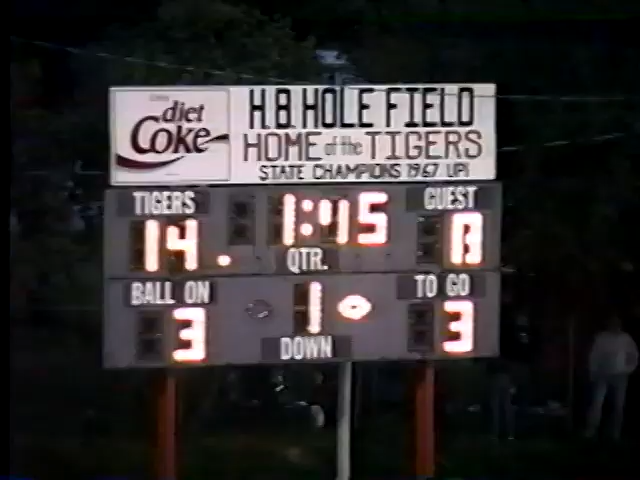 diet
Coke
H.B. HOLE FIELD
HOME of the TIGERS
STATE CHAMPIONS 1967 UPI
TIGERS
1:45
GUEST
14
QTR.
BALL ON
1
TO GO
3
DOWN
3